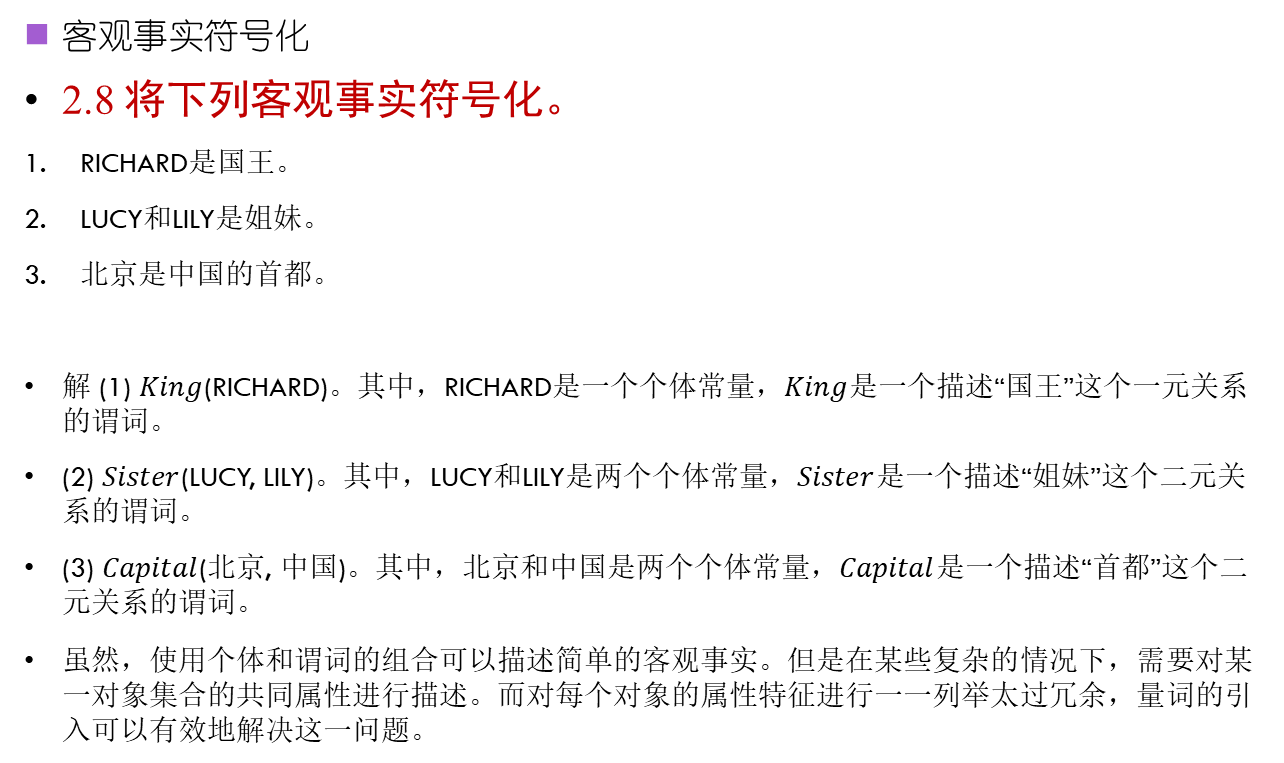 客观事实符号化
• 2.8 将下列客观事实符号化。
1. RICHARD是国王。
2. LUCY和LILY是姐妹。
3. 北京是中国的首都。
• 解 (1) King(RICHARD)。其中，RICHARD是一个个体常量，King是一个描述“国王”这个一元关系
的谓词。
• (2) Sister(LUCY, LILY)。其中，LUCY和LILY是两个个体常量，Sister是一个描述“姐妹”这个二元关
系的谓词。
• (3) Capital(北京, 中国)。其中，北京和中国是两个个体常量，Capital是一个描述“首都”这个二
元关系的谓词。
• 虽然，使用个体和谓词的组合可以描述简单的客观事实。但是在某些复杂的情况下，需要对某
一对象集合的共同属性进行描述。而对每个对象的属性特征进行一一列举太过冗余，量词的引
入可以有效地解决这一问题。